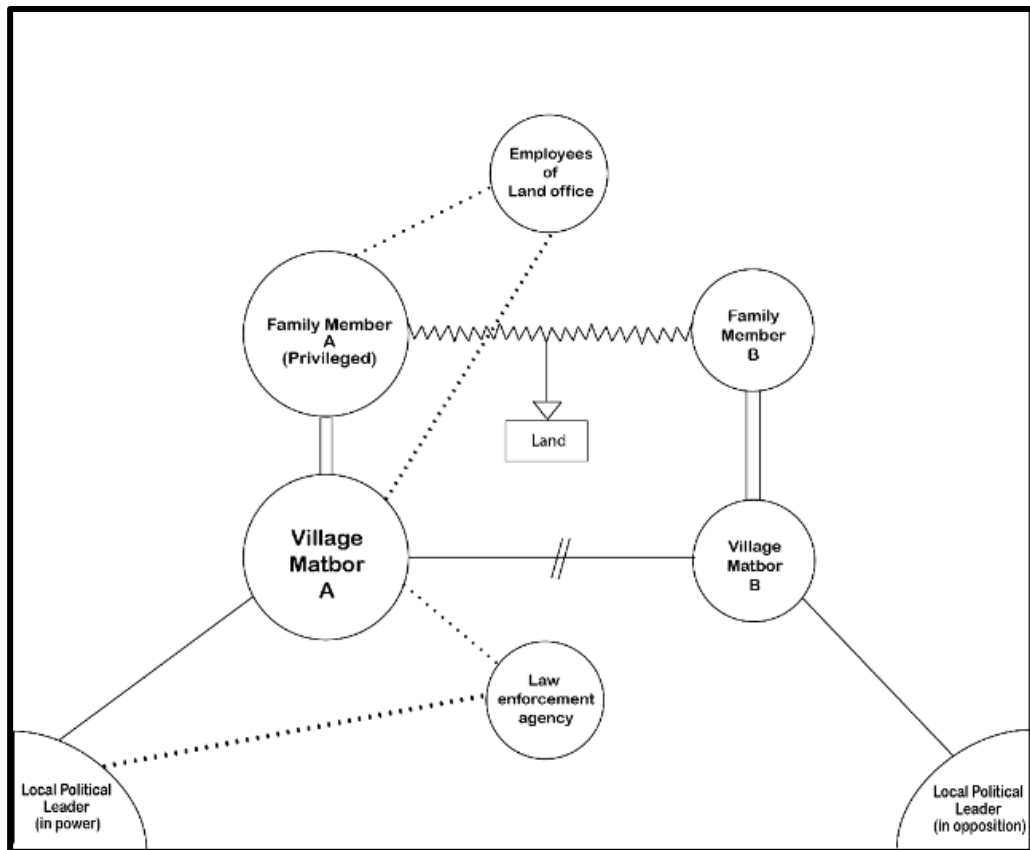 Employees
of
Land office
Family Member
A
(Privileged)
Family
Member
B
Land
Village
Matbor
A
Village
Matbor
B
Law
enforcement
agency
Local Political
Leader
(in power)
Local Political
Leader
(in opposition)